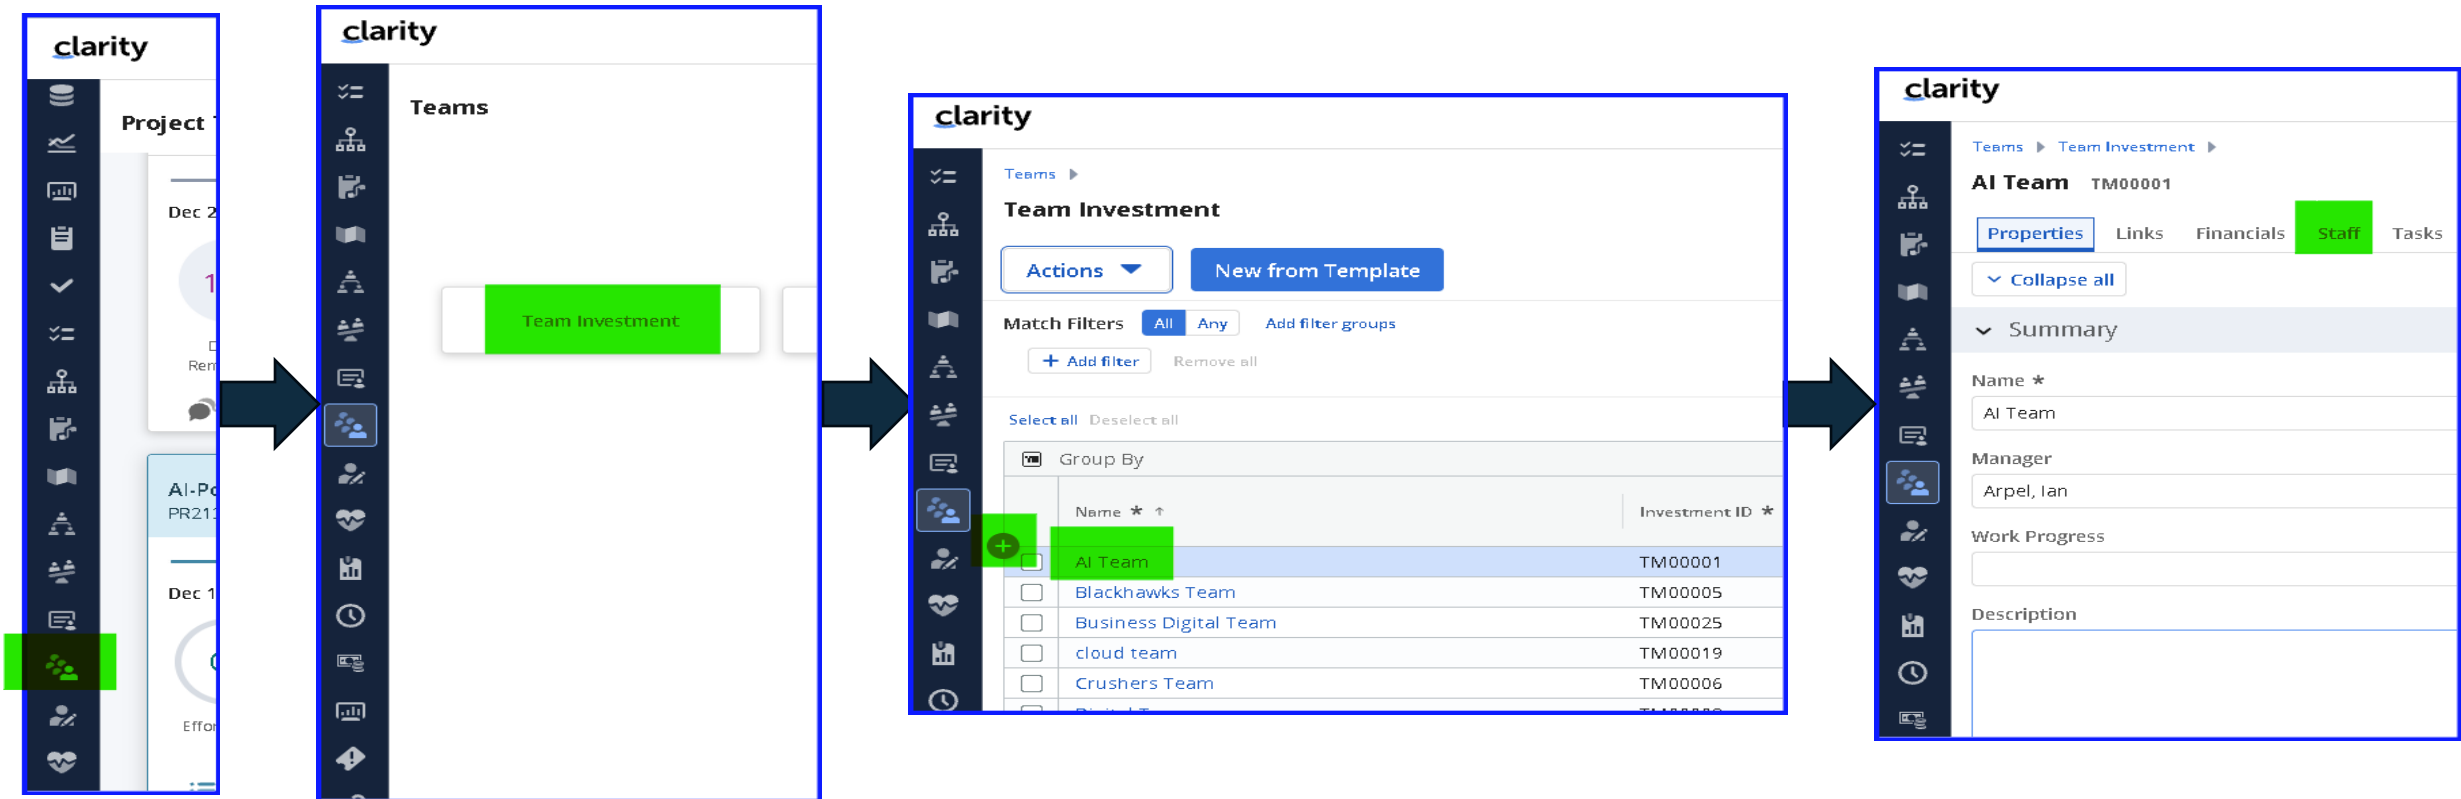 clarity
Project
Dec 2
1
Rem
AI-Po
PR211
Dec 1
Effor
clarity
Teams
Team Investment
clarity
Teams
Team Investment
Actions
New from Template
Match Filters All Any Add filter groups
+ Add filter Remove all
Select all Deselect all
Group By
Name * ↑ Investment ID *
AI Team TM00001
Blackhawks Team TM00005
Business Digital Team TM00025
cloud team TM00019
Crushers Team TM00006
clarity
Teams Team Investment
AI Team TM00001
Properties Links Financials Staff Tasks
Collapse all
Summary
Name *
AI Team
Manager
Arpel, Ian
Work Progress
Description